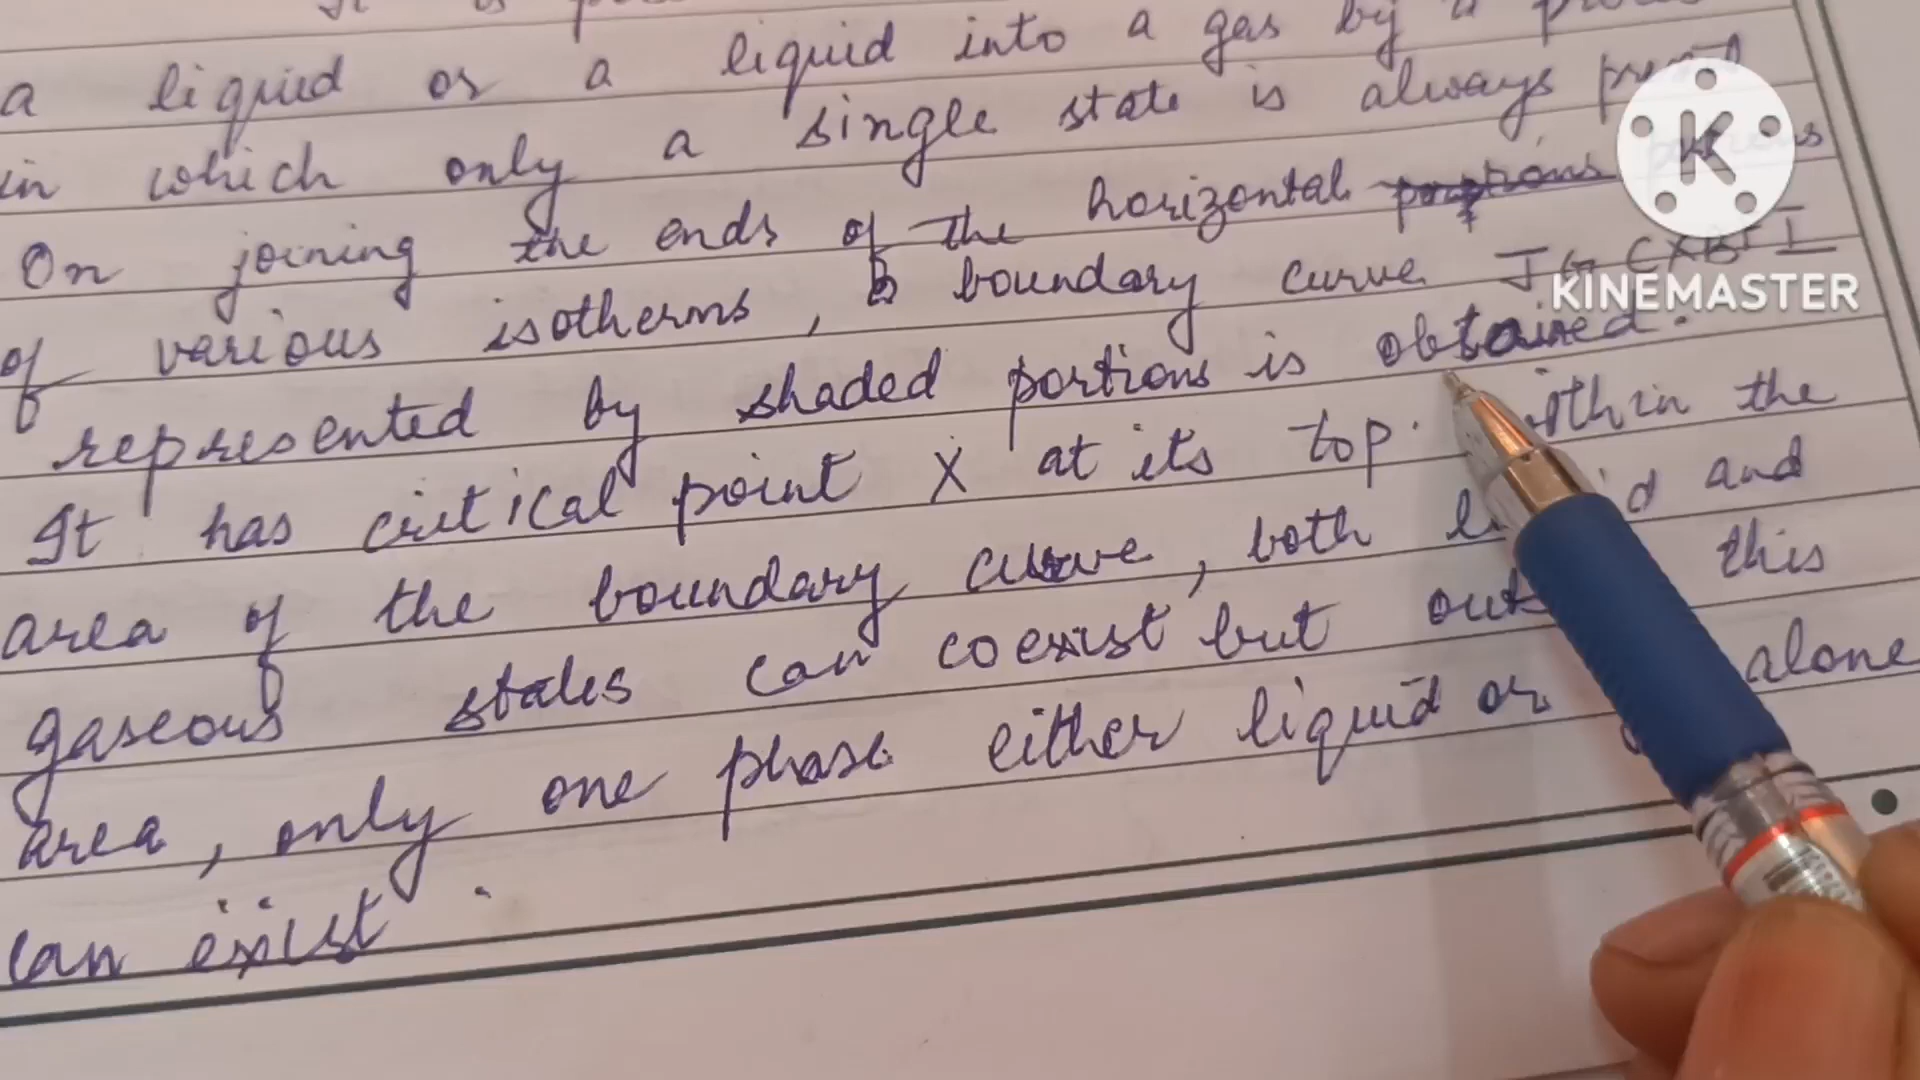 It is
a liquid or a liquid into a gas by a
in which only a single state is always
On joining the ends of the horizontal portions
of various isotherms, a boundary curve
represented by shaded portions is obtained.
It has critical point X at its top. within the
area of the boundary curve, both and
gaseous states can coexist but this
area, only one phase either liquid or alone
can exist.
K
KINEMASTER